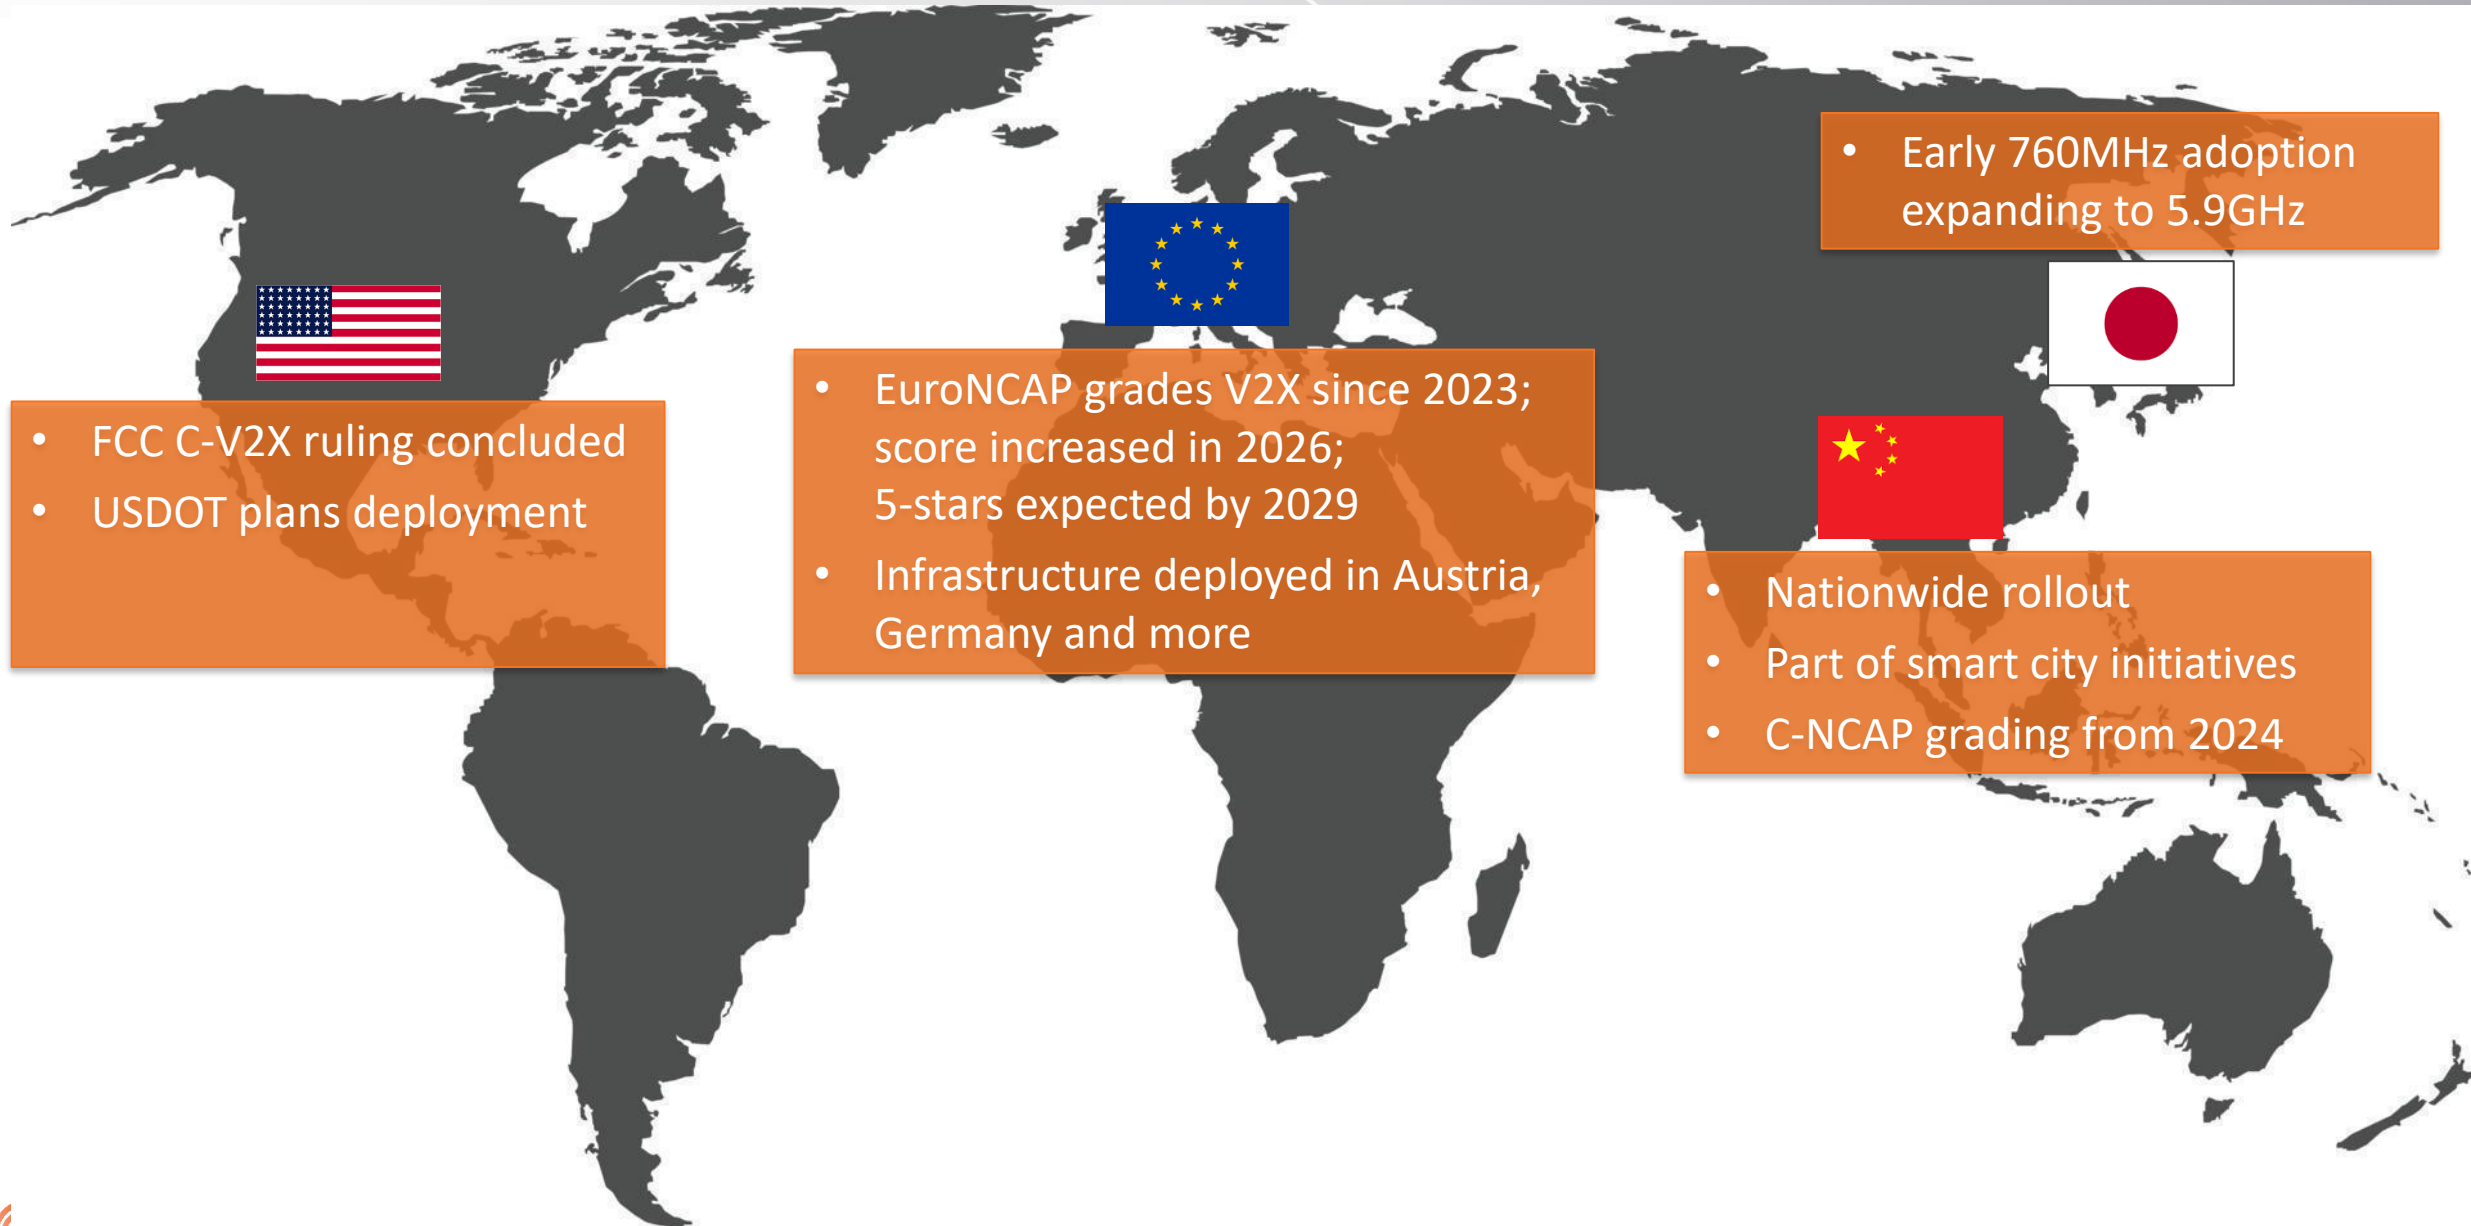 • Early 760MHz adoption
expanding to 5.9GHz
• FCC C-V2X ruling concluded
• USDOT plans deployment
• EuroNCAP grades V2X since 2023;
score increased in 2026;
5-stars expected by 2029
• Infrastructure deployed in Austria,
Germany and more
• Nationwide rollout
• Part of smart city initiatives
• C-NCAP grading from 2024